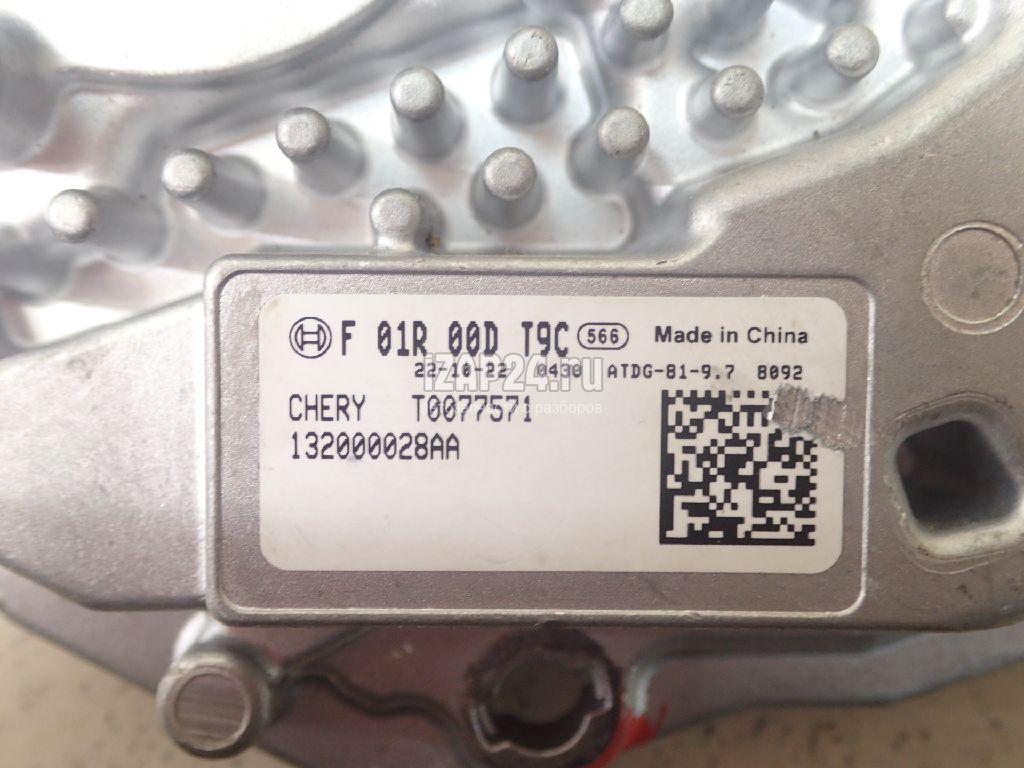 F 01R 00D T9C 566 Made in China
22-10-22 0430 ATDG-81-9.7 8092
iZAP24.ru
CHERY T0077571
132000028AA